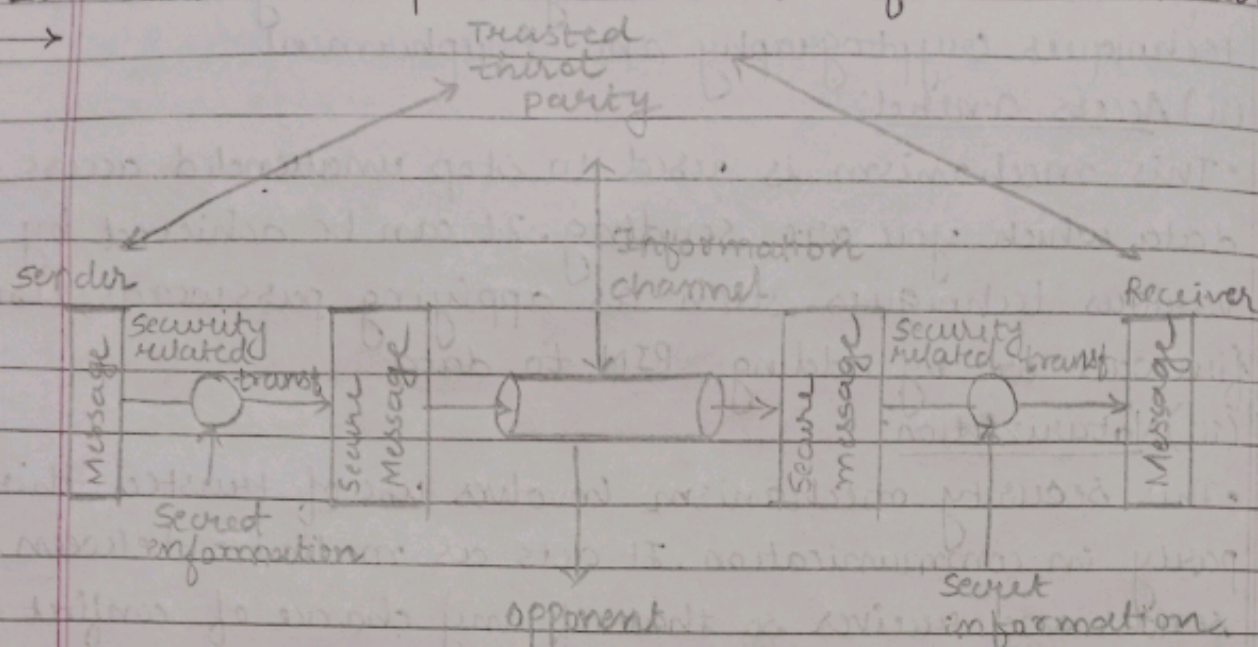 Trusted
third
party
Information
channel
Sender
Receiver
Message
Security
related
transf
Secure
Message
Secure
message
Security
related transf
Message
Secret
information
opponent
Secret
information